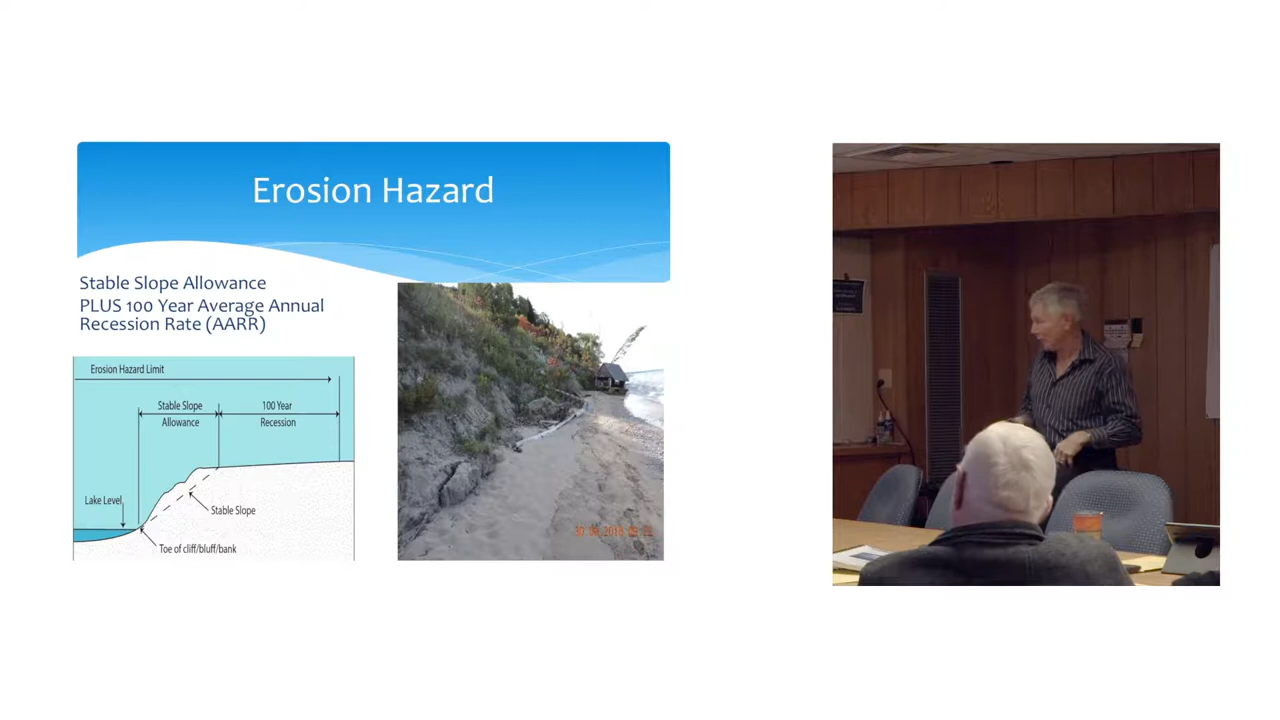 Erosion Hazard
Stable Slope Allowance
PLUS 100 Year Average Annual
Recession Rate (AARR)
Erosion Hazard Limit
Stable Slope
Allowance
100 Year
Recession
Lake Level
Stable Slope
Toe of cliff/bluff/bank